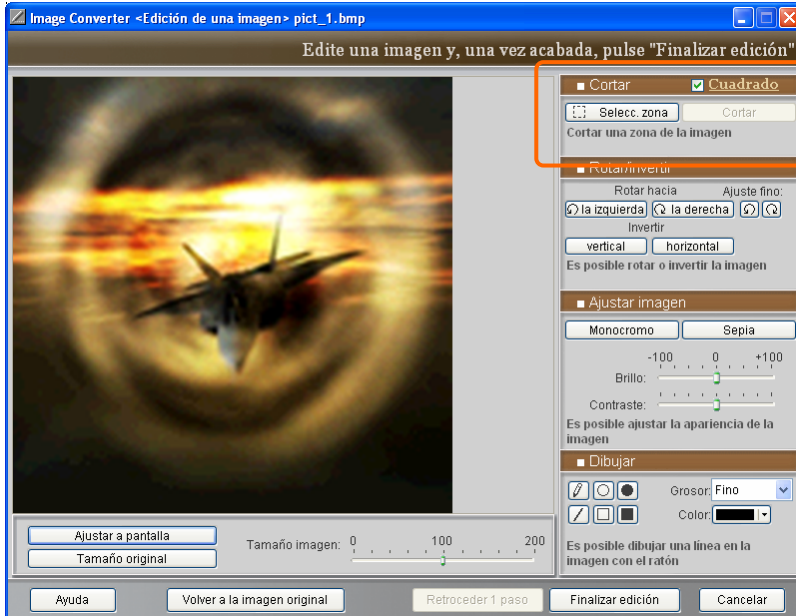 Image Converter <Edición de una imagen> pict_1.bmp
Edite una imagen y, una vez acabada, pulse "Finalizar edición"
Cortar Cuadrado
Selecc. zona Cortar
Cortar una zona de la imagen
Rotar/invertir
Rotar hacia Ajuste fino:
la izquierda la derecha
Invertir
vertical horizontal
Es posible rotar o invertir la imagen
Ajustar imagen
Monocromo Sepia
-100 0 +100
Brillo:
Contraste:
Es posible ajustar la apariencia de la
imagen
Dibujar
Grosor: Fino
Color:
Es posible dibujar una línea en la
imagen con el ratón
Ajustar a pantalla
Tamaño original
Tamaño imagen: 0 100 200
Ayuda Volver a la imagen original Retroceder 1 paso Finalizar edición Cancelar